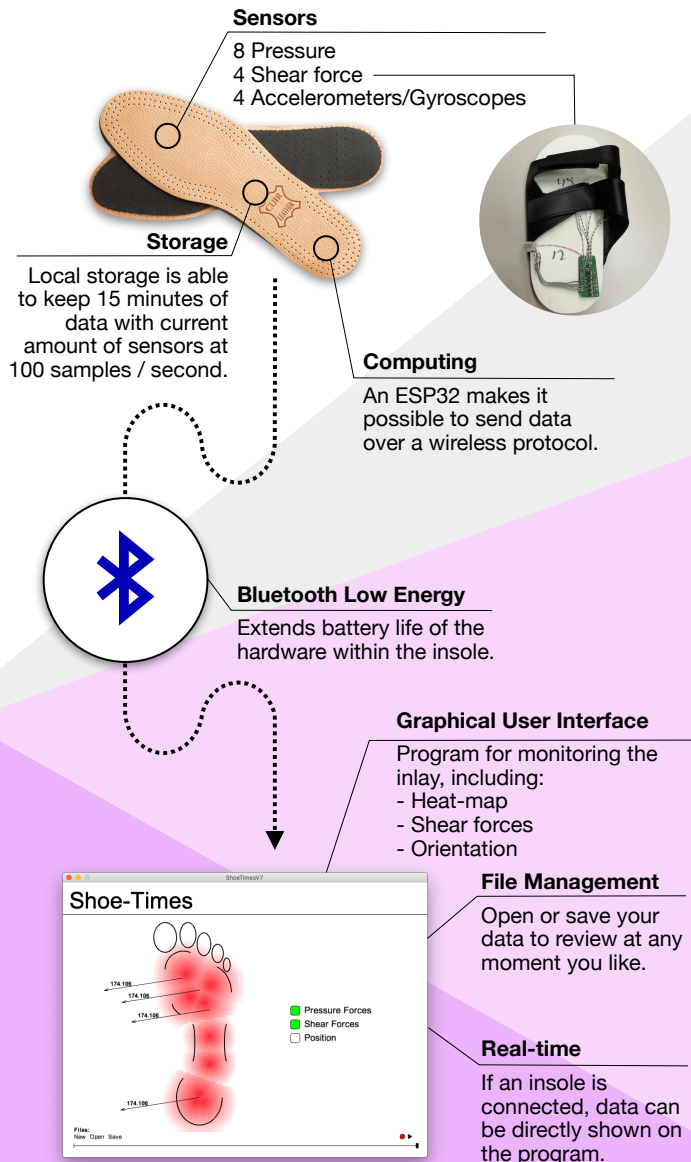 Sensors
8 Pressure
4 Shear force
4 Accelerometers/Gyroscopes
CUIR
LEDER
45
12
Storage
Local storage is able
to keep 15 minutes of
data with current
amount of sensors at
100 samples / second.
Computing
An ESP32 makes it
possible to send data
over a wireless protocol.
Bluetooth Low Energy
Extends battery life of the
hardware within the insole.
Graphical User Interface
Program for monitoring the
inlay, including:
- Heat-map
- Shear forces
- Orientation
ShoeTimesV7
Shoe-Times
174.106
174.106
174.106
174.106
Pressure Forces
Shear Forces
Position
Files:
New Open Save
File Management
Open or save your
data to review at any
moment you like.
Real-time
If an insole is
connected, data can
be directly shown on
the program.